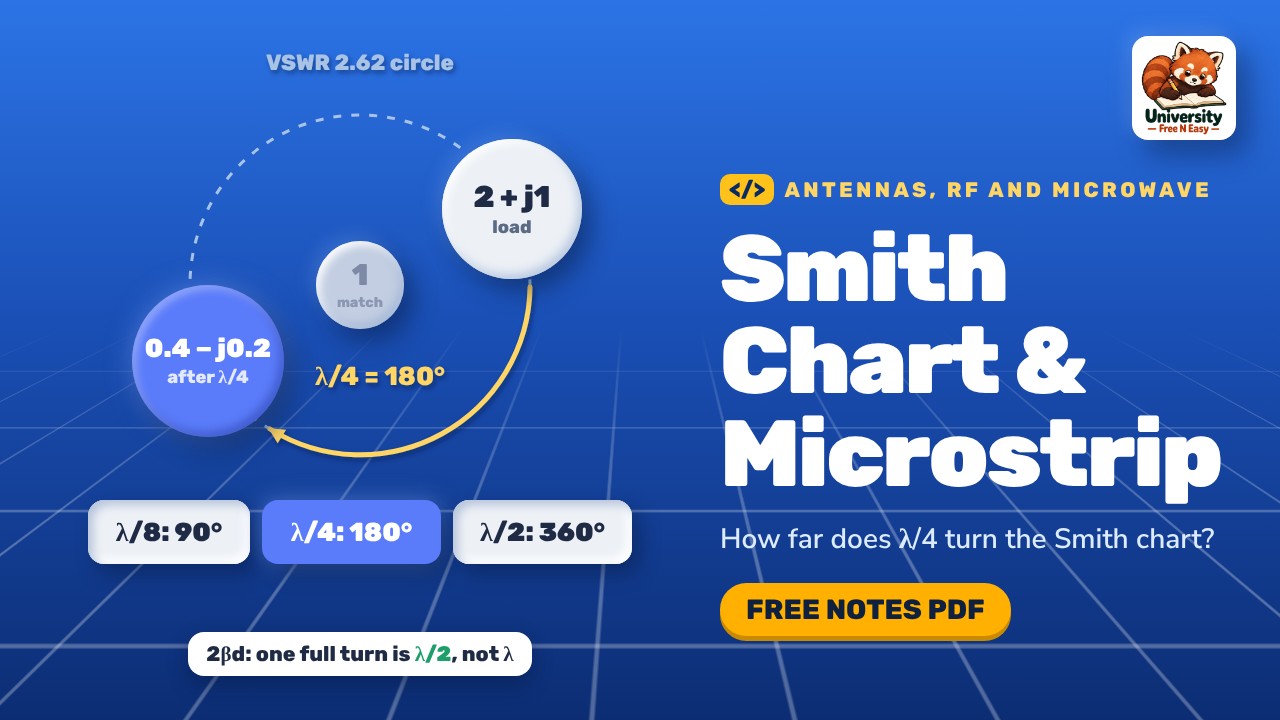 VSWR 2.62 circle
2 + j1
load
1
match
0.4 – j0.2
after λ/4
λ/4 = 180°
λ/8: 90°
λ/4: 180°
λ/2: 360°
2βd: one full turn is λ/2, not λ
University
Free N Easy
</> ANTENNAS, RF AND MICROWAVE
Smith
Chart &
Microstrip
How far does λ/4 turn the Smith chart?
FREE NOTES PDF